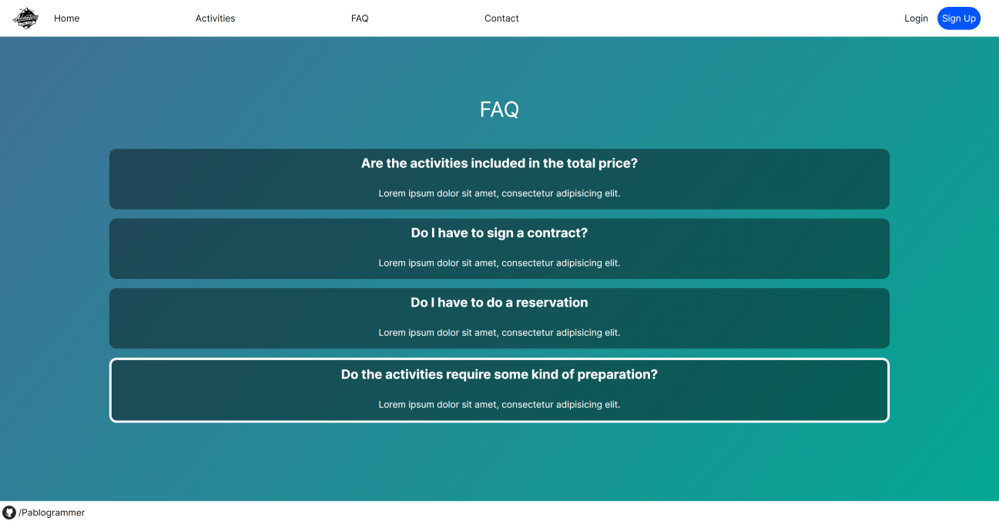 Home
Activities
FAQ
Contact
Login
Sign Up
FAQ
Are the activities included in the total price?
Lorem ipsum dolor sit amet, consectetur adipisicing elit.
Do I have to sign a contract?
Lorem ipsum dolor sit amet, consectetur adipisicing elit.
Do I have to do a reservation
Lorem ipsum dolor sit amet, consectetur adipisicing elit.
Do the activities require some kind of preparation?
Lorem ipsum dolor sit amet, consectetur adipisicing elit.
/Pablogrammer